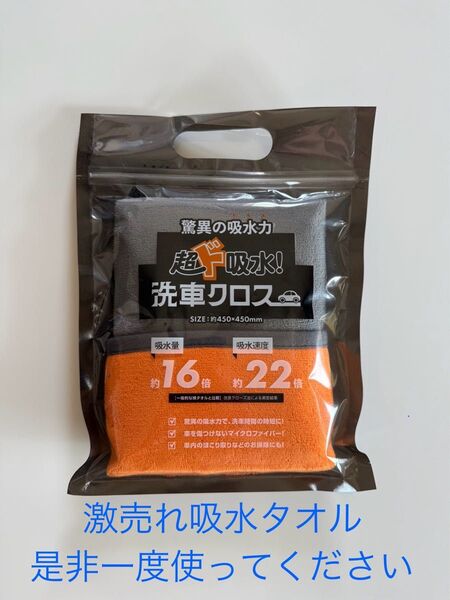 驚異の吸水力
超ド吸水!
洗車クロス
SIZE:約450×450mm
吸水量 吸水速度
約16倍 約22倍
驚異の吸水力で、洗車時間の時短に!
車を傷つけないマイクロファイバー!
車内のほこり取りなどのお掃除にも!
激売れ吸水タオル
是非一度使ってください